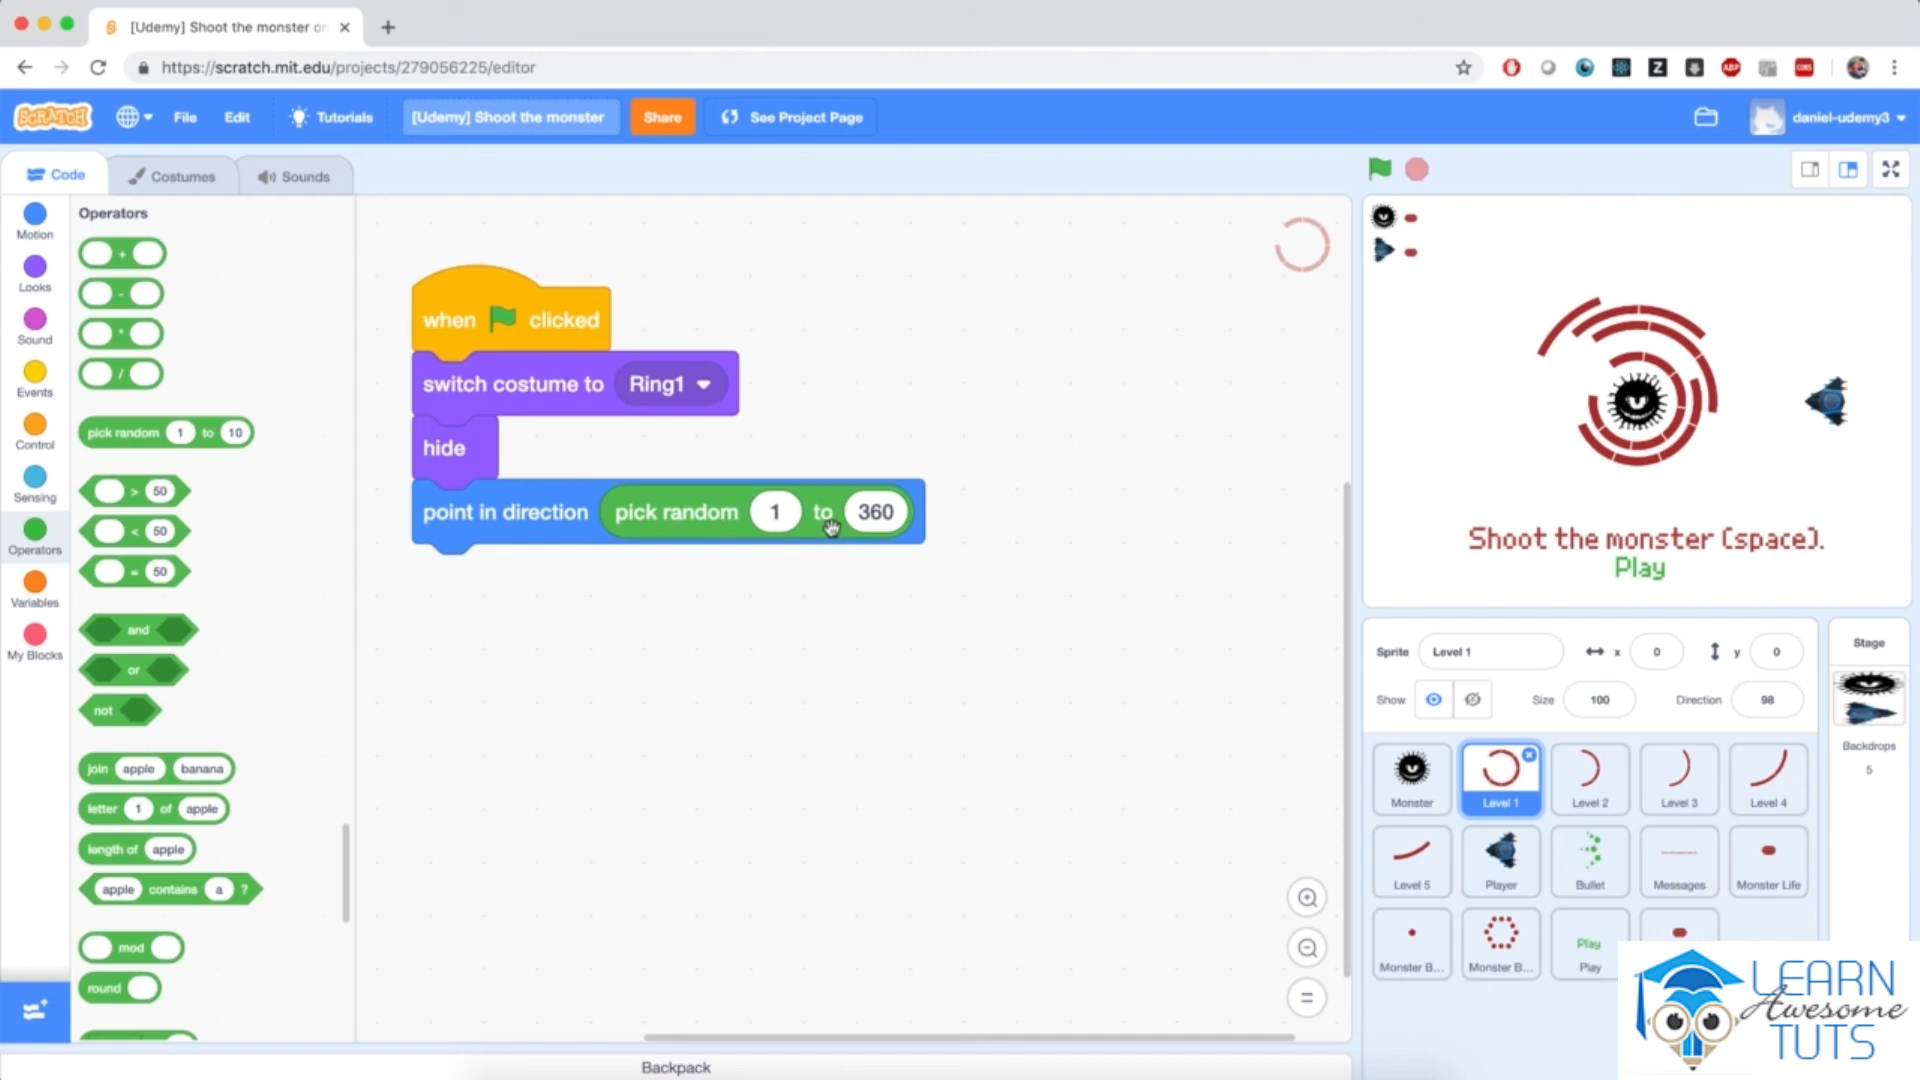 [Udemy] Shoot the monster on
https://scratch.mit.edu/projects/279056225/editor
ABP
CORS
SCRATCH
File
Edit
Tutorials
[Udemy] Shoot the monster
Share
See Project Page
daniel-udemy3
Code
Costumes
Sounds
Motion
Looks
Sound
Events
Control
Sensing
Operators
Variables
My Blocks
Operators
+
-
*
/
pick random 1 to 10
> 50
< 50
= 50
and
or
not
join apple banana
letter 1 of apple
length of apple
apple contains a ?
mod
round
when clicked
switch costume to Ring1
hide
point in direction pick random 1 to 360
Backpack
Shoot the monster (space).
Play
Sprite Level 1 x 0 y 0
Show Size 100 Direction 98
Monster
Level 1
Level 2
Level 3
Level 4
Level 5
Player
Bullet
Messages
Monster Life
Monster B...
Monster B...
Play
Play
Stage
Backdrops
5
LEARN
Awesome
TUTS